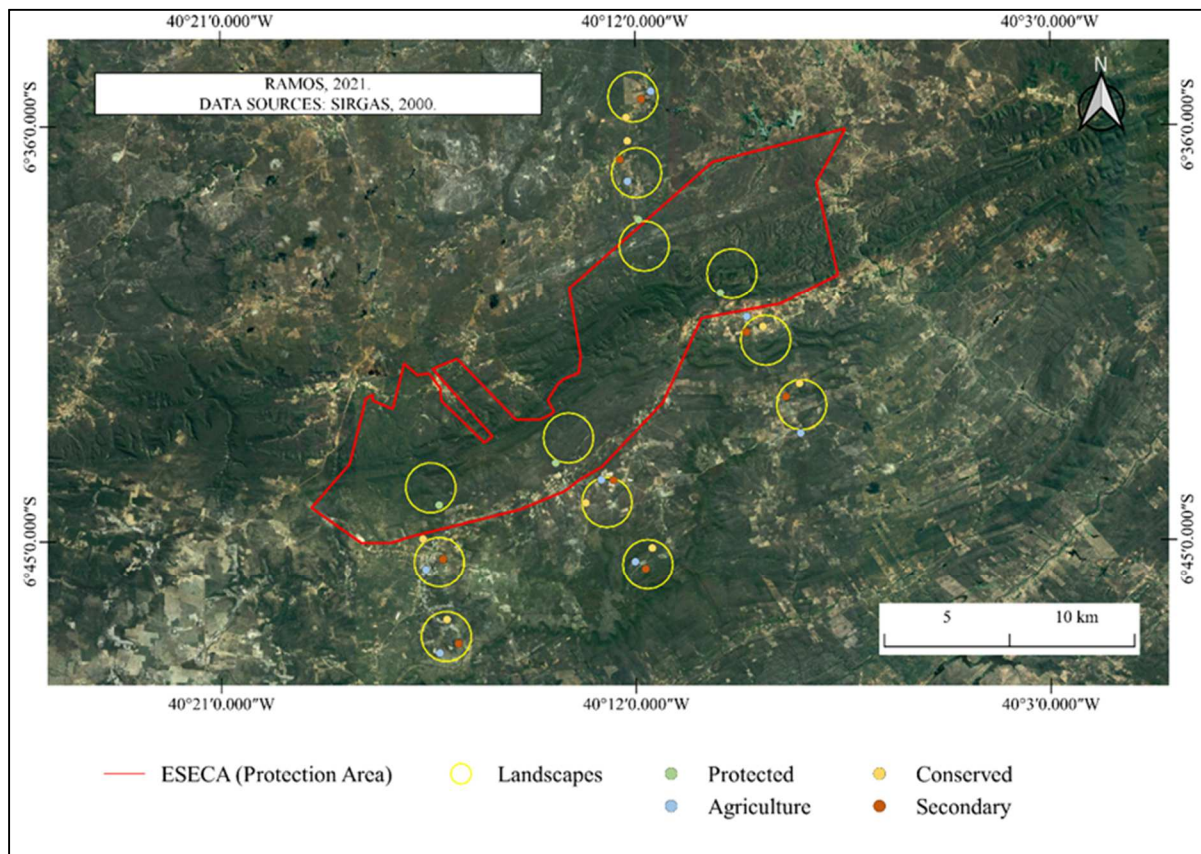 40°21′0.000″W 40°12′0.000″W 40°3′0.000″W
RAMOS, 2021.
DATA SOURCES: SIRGAS, 2000.
N
6°36′0.000″S 6°36′0.000″S
6°45′0.000″S 6°45′0.000″S
5 10 km
40°21′0.000″W 40°12′0.000″W 40°3′0.000″W
ESECA (Protection Area) Landscapes Protected Conserved
Agriculture Secondary